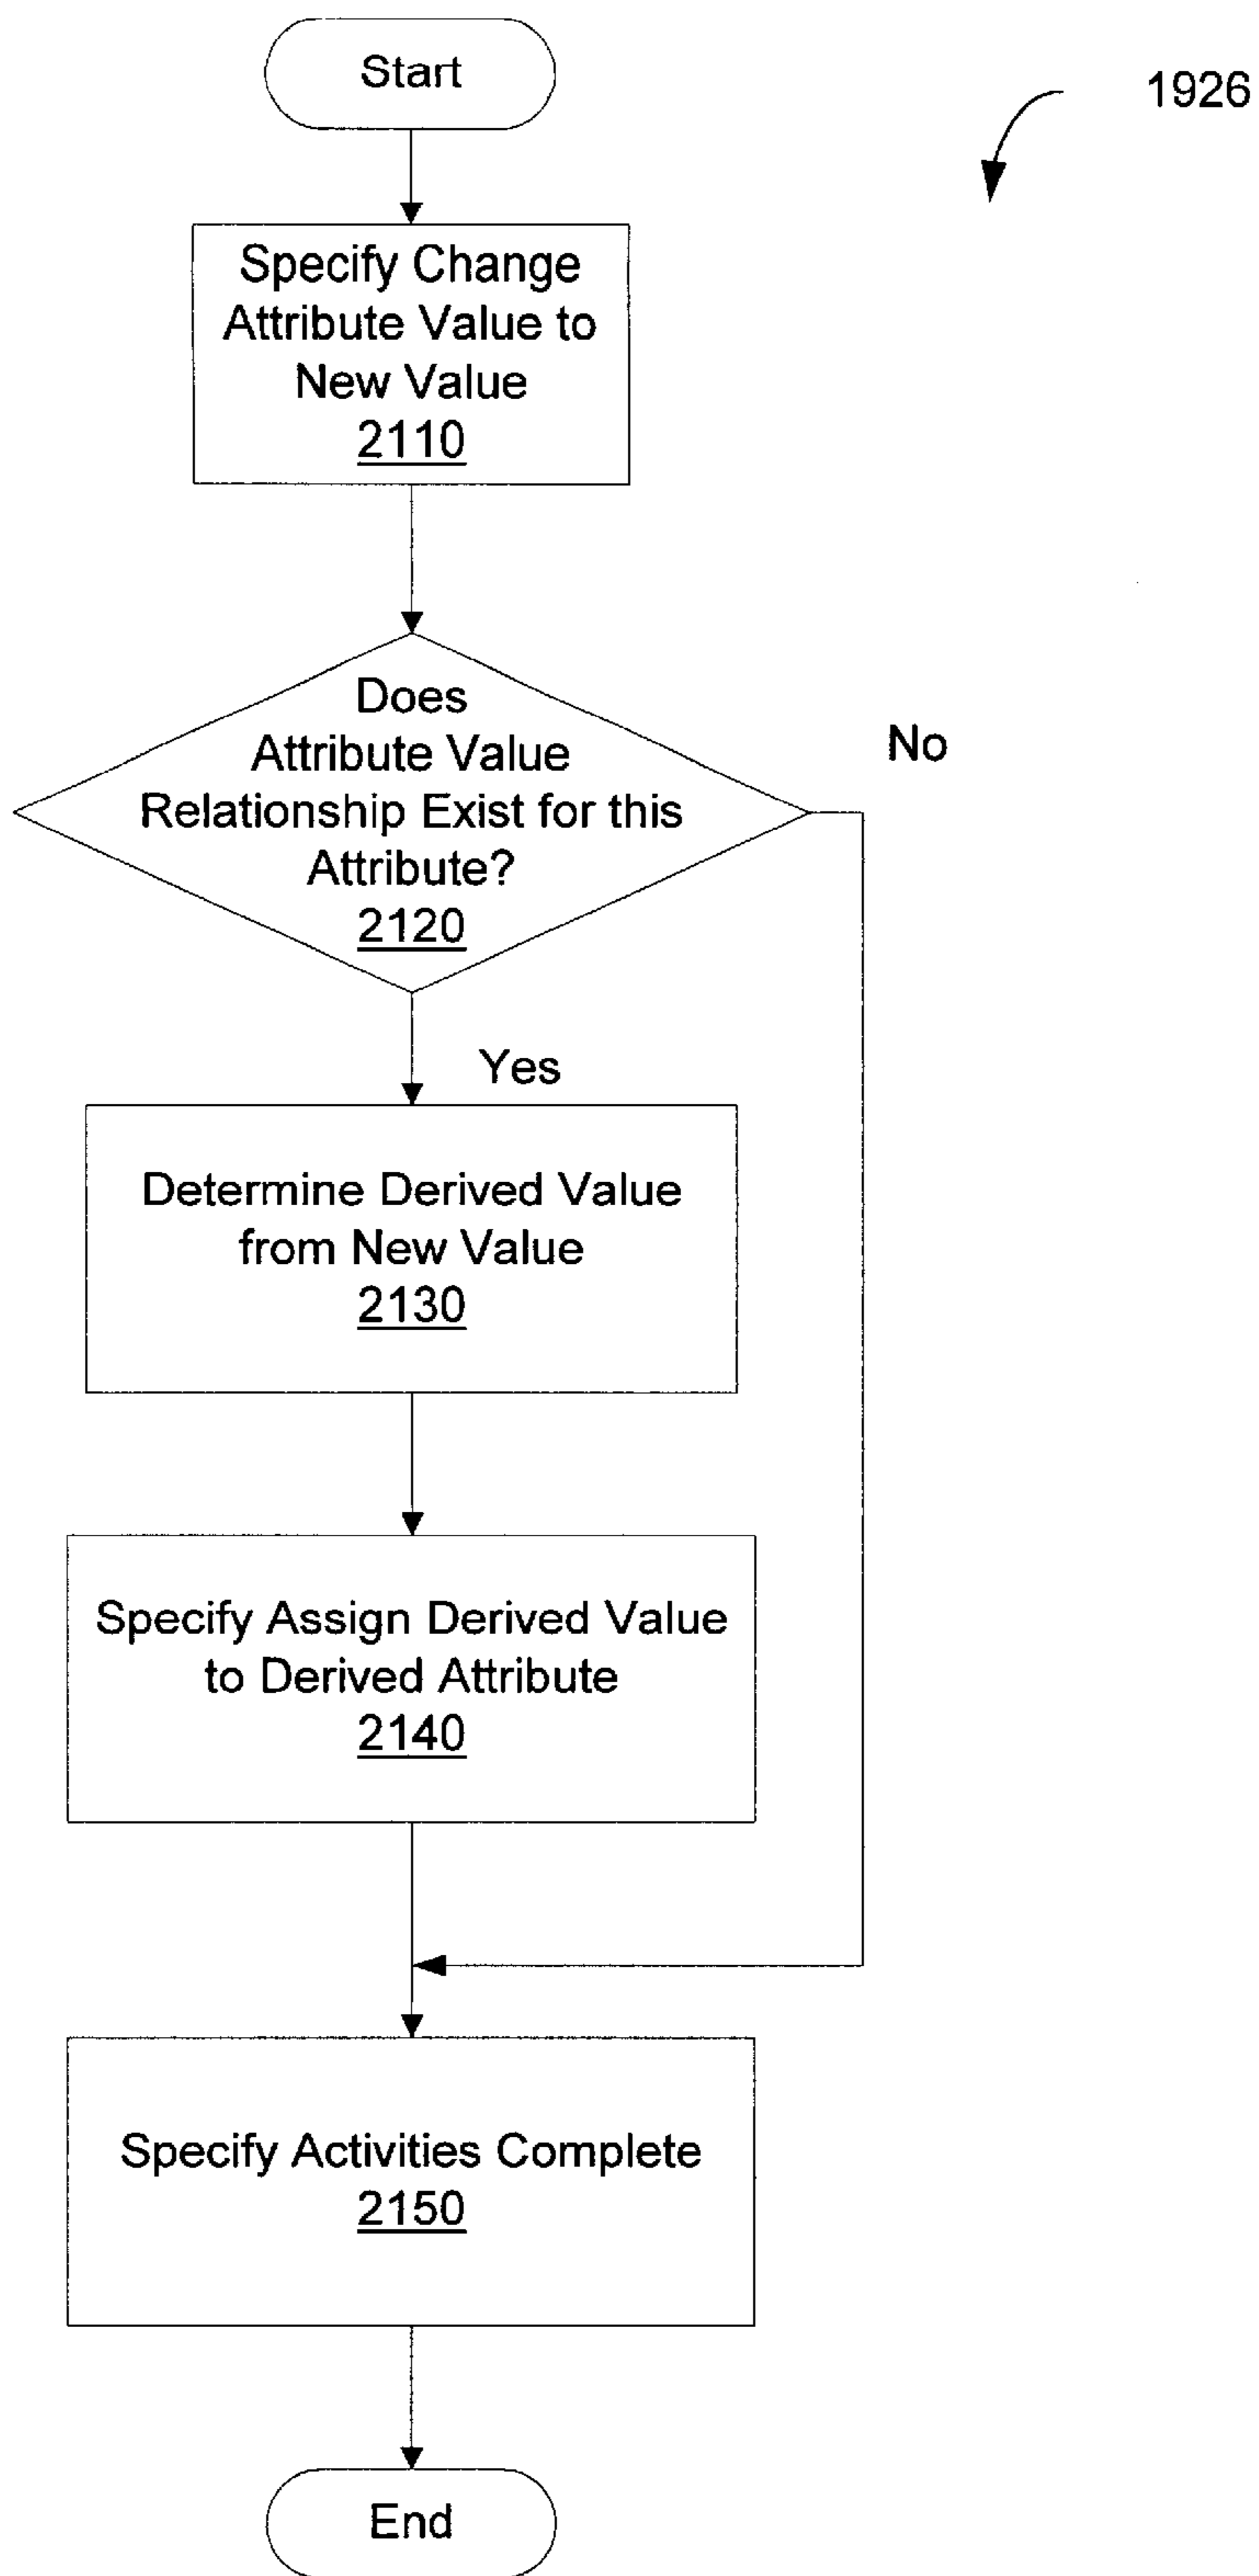 Start
1926
Specify Change
Attribute Value to
New Value
2110
Does
Attribute Value
Relationship Exist for this
Attribute?
2120
No
Yes
Determine Derived Value
from New Value
2130
Specify Assign Derived Value
to Derived Attribute
2140
Specify Activities Complete
2150
End